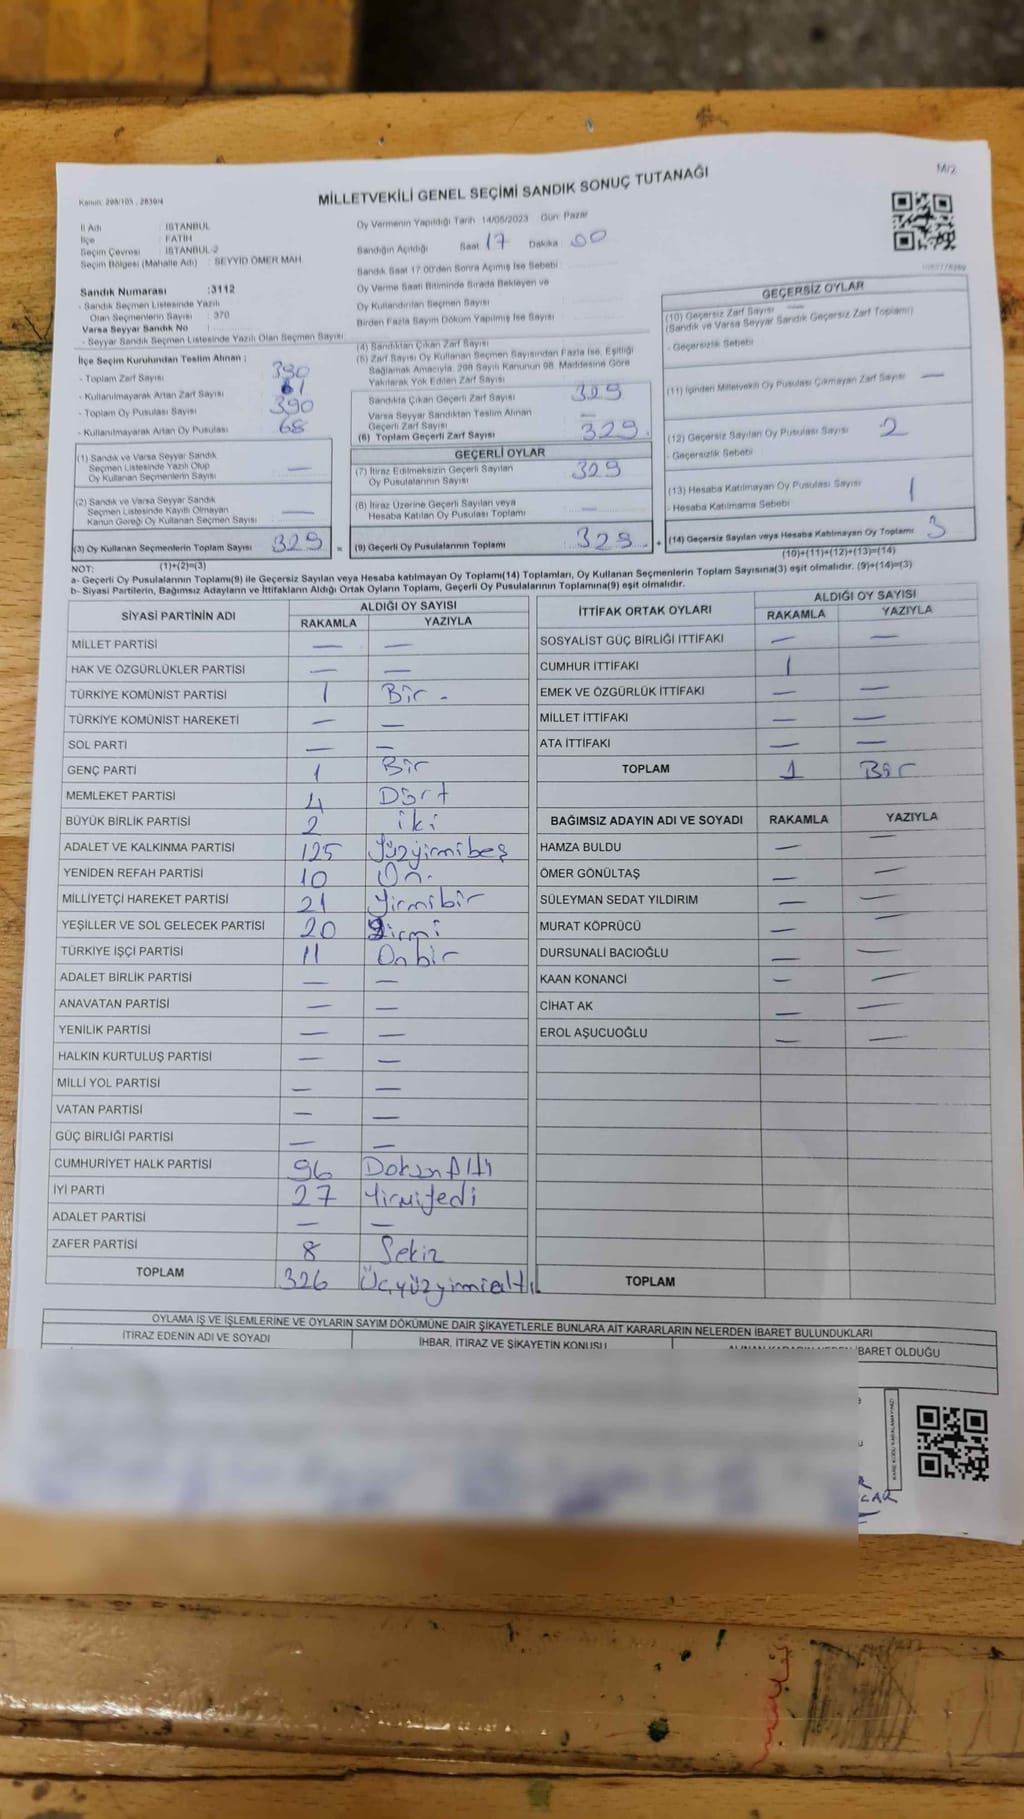 M/2
MİLLETVEKİLİ GENEL SEÇİMİ SANDIK SONUÇ TUTANAĞI
Kanun: 298/105, 2839/4
İl Adı : İSTANBUL
İlçe : FATİH
Seçim Çevresi : İSTANBUL-2
Seçim Bölgesi (Mahalle Adı) : SEYYİD ÖMER MAH.
Oy Vermenin Yapıldığı Tarih 14/05/2023 Gün: Pazar
Sandığın Açıldığı Saat 17 Dakika 00
Sandık Saat 17.00'den Sonra Açılmış İse Sebebi
Oy Verme Saati Bitiminde Sırada Bekleyen ve
Oy Kullandırılan Seçmen Sayısı
Birden Fazla Sayım Döküm Yapılmış İse Sayısı
Sandık Numarası :3112
- Sandık Seçmen Listesinde Yazılı
Olan Seçmenlerin Sayısı : 370
Varsa Seyyar Sandık No
- Seyyar Sandık Seçmen Listesinde Yazılı Olan Seçmen Sayısı:
İlçe Seçim Kurulundan Teslim Alınan :
- Toplam Zarf Sayısı 390
- Kullanılmayarak Artan Zarf Sayısı 61
- Toplam Oy Pusulası Sayısı 390
- Kullanılmayarak Artan Oy Pusulası 68
(1) Sandık ve Varsa Seyyar Sandık
Seçmen Listesinde Yazılı Olup
Oy Kullanan Seçmenlerin Sayısı —
(2) Sandık ve Varsa Seyyar Sandık
Seçmen Listesinde Kayıtlı Olmayan
Kanun Gereği Oy Kullanan Seçmen Sayısı —
(3) Oy Kullanan Seçmenlerin Toplam Sayısı 329
(1)+(2)=(3)
(4) Sandıktan Çıkan Zarf Sayısı
(5) Zarf Sayısı Oy Kullanan Seçmen Sayısından Fazla İse, Eşitliği
Sağlamak Amacıyla, 298 Sayılı Kanunun 98. Maddesine Göre
Yakılarak Yok Edilen Zarf Sayısı
Sandıkta Çıkan Geçerli Zarf Sayısı 329
Varsa Seyyar Sandıktan Teslim Alınan
Geçerli Zarf Sayısı —
(6) Toplam Geçerli Zarf Sayısı 329
GEÇERLİ OYLAR
(7) İtiraz Edilmeksizin Geçerli Sayılan
Oy Pusulalarının Sayısı 329
(8) İtiraz Üzerine Geçerli Sayılan veya
Hesaba Katılan Oy Pusulası Toplamı —
= (9) Geçerli Oy Pusulalarının Toplamı 329 +
GEÇERSİZ OYLAR
(10) Geçersiz Zarf Sayısı —
(Sandık ve Varsa Seyyar Sandık Geçersiz Zarf Toplamı)
- Geçersizlik Sebebi
(11) İçinden Milletvekili Oy Pusulası Çıkmayan Zarf Sayısı —
(12) Geçersiz Sayılan Oy Pusulası Sayısı 2
- Geçersizlik Sebebi
(13) Hesaba Katılmayan Oy Pusulası Sayısı 1
- Hesaba Katılmama Sebebi
(14) Geçersiz Sayılan veya Hesaba Katılmayan Oy Toplamı 3
(10)+(11)+(12)+(13)=(14)
NOT:
a- Geçerli Oy Pusulalarının Toplamı(9) ile Geçersiz Sayılan veya Hesaba katılmayan Oy Toplamı(14) Toplamları, Oy Kullanan Seçmenlerin Toplam Sayısına(3) eşit olmalıdır. (9)+(14)=(3)
b- Siyasi Partilerin, Bağımsız Adayların ve İttifakların Aldığı Ortak Oyların Toplamı, Geçerli Oy Pusulalarının Toplamına(9) eşit olmalıdır.
SİYASİ PARTİNİN ADI ALDIĞI OY SAYISI
RAKAMLA YAZIYLA
MİLLET PARTİSİ — —
HAK VE ÖZGÜRLÜKLER PARTİSİ — —
TÜRKİYE KOMÜNİST PARTİSİ 1 Bir -
TÜRKİYE KOMÜNİST HAREKETİ — —
SOL PARTİ — —
GENÇ PARTİ 1 Bir
MEMLEKET PARTİSİ 4 Dört
BÜYÜK BİRLİK PARTİSİ 2 iki
ADALET VE KALKINMA PARTİSİ 125 Yüzyirmibeş
YENİDEN REFAH PARTİSİ 10 On.
MİLLİYETÇİ HAREKET PARTİSİ 21 Yirmibir
YEŞİLLER VE SOL GELECEK PARTİSİ 20 Yirmi
TÜRKİYE İŞÇİ PARTİSİ 11 Onbir
ADALET BİRLİK PARTİSİ — —
ANAVATAN PARTİSİ — —
YENİLİK PARTİSİ — —
HALKIN KURTULUŞ PARTİSİ — —
MİLLİ YOL PARTİSİ — —
VATAN PARTİSİ — —
GÜÇ BİRLİĞİ PARTİSİ — —
CUMHURİYET HALK PARTİSİ 96 DoksanAltı
İYİ PARTİ 27 YirmiYedi
ADALET PARTİSİ — —
ZAFER PARTİSİ 8 Sekiz
TOPLAM 326 Üçyüzyirmialtı
İTTİFAK ORTAK OYLARI ALDIĞI OY SAYISI
RAKAMLA YAZIYLA
SOSYALİST GÜÇ BİRLİĞİ İTTİFAKI — —
CUMHUR İTTİFAKI 1
EMEK VE ÖZGÜRLÜK İTTİFAKI — —
MİLLET İTTİFAKI — —
ATA İTTİFAKI — —
TOPLAM 1 Bir
BAĞIMSIZ ADAYIN ADI VE SOYADI RAKAMLA YAZIYLA
HAMZA BULDU — —
ÖMER GÖNÜLTAŞ — —
SÜLEYMAN SEDAT YILDIRIM — —
MURAT KÖPRÜCÜ — —
DURSUNALİ BACIOĞLU — —
KAAN KONANCİ — —
CİHAT AK — —
EROL AŞUCUOĞLU — —
TOPLAM
OYLAMA İŞ VE İŞLEMLERİNE VE OYLARIN SAYIM DÖKÜMÜNE DAİR ŞİKAYETLERLE BUNLARA AİT KARARLARIN NELERDEN İBARET BULUNDUKLARI
İTİRAZ EDENİN ADI VE SOYADI İHBAR, İTİRAZ VE ŞİKAYETİN KONUSU İBARET OLDUĞU